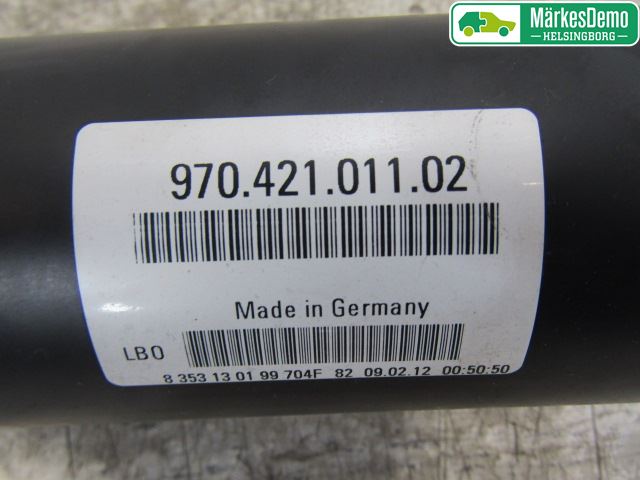 MärkesDemo
HELSINGBORG
970.421.011.02
Made in Germany
LBO
8 353 13 01 99 704F 82 09.02.12 00:50:50